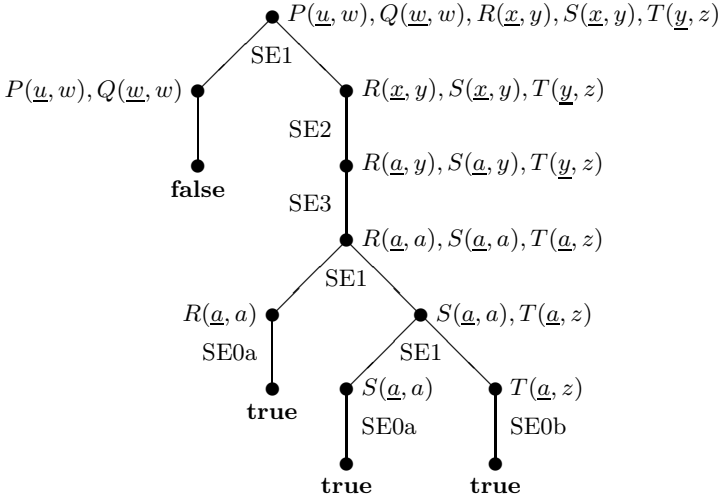 P(u, w), Q(w, w), R(x, y), S(x, y), T(y, z)
SE1
P(u, w), Q(w, w)
R(x, y), S(x, y), T(y, z)
SE2
false
R(a, y), S(a, y), T(y, z)
SE3
R(a, a), S(a, a), T(a, z)
SE1
R(a, a)
S(a, a), T(a, z)
SE0a
SE1
true
S(a, a)
T(a, z)
SE0a
SE0b
true
true